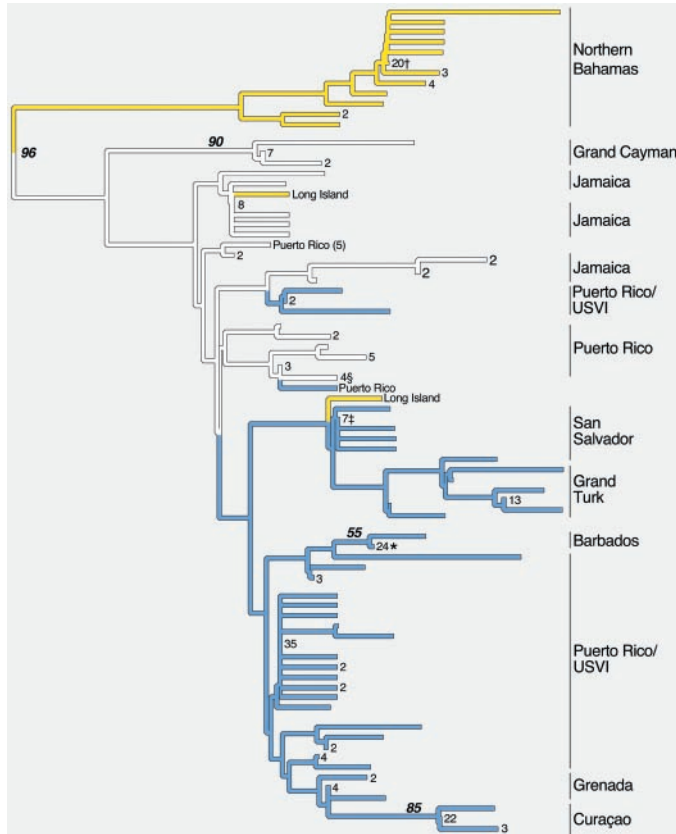 Northern
Bahamas
20†
3
4
2
96
90
Grand Cayman
7
2
Jamaica
Long Island
8
Jamaica
Puerto Rico (5)
2
2
Jamaica
2
Puerto Rico/
USVI
2
2
Puerto Rico
5
3
4§
Puerto Rico
Long Island
7‡
San
Salvador
Grand
Turk
13
55
Barbados
24*
3
35
Puerto Rico/
USVI
2
2
2
4
2
Grenada
4
85
22
Curaçao
3